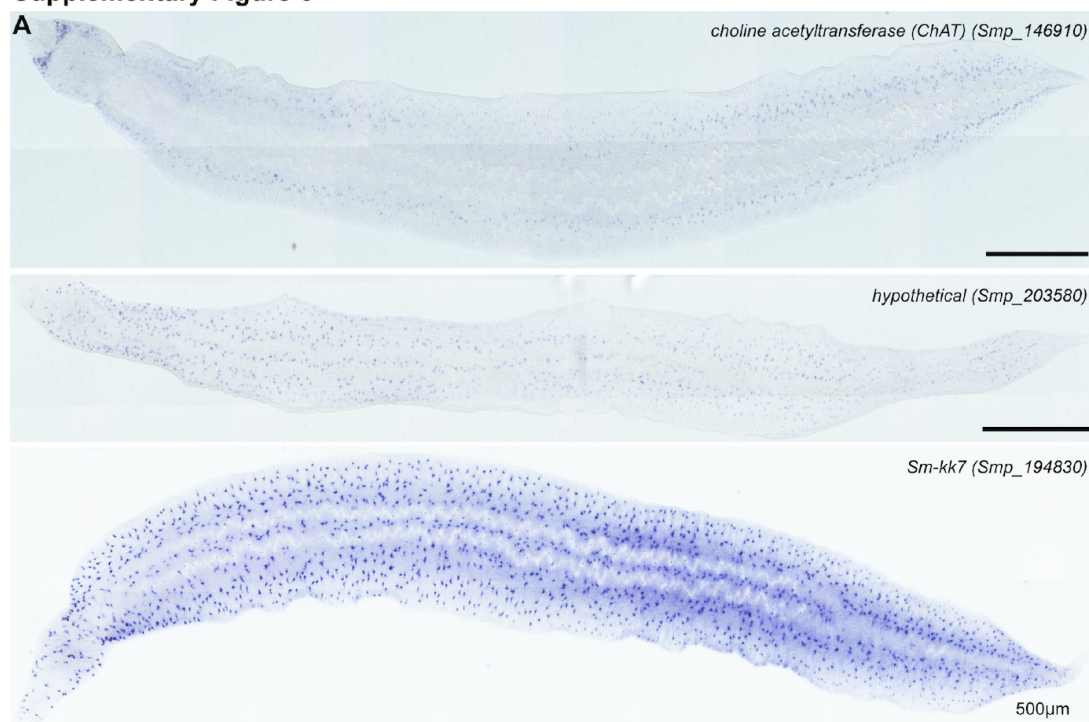 A
choline acetyltransferase (ChAT) (Smp_146910)
hypothetical (Smp_203580)
Sm-kk7 (Smp_194830)
500µm